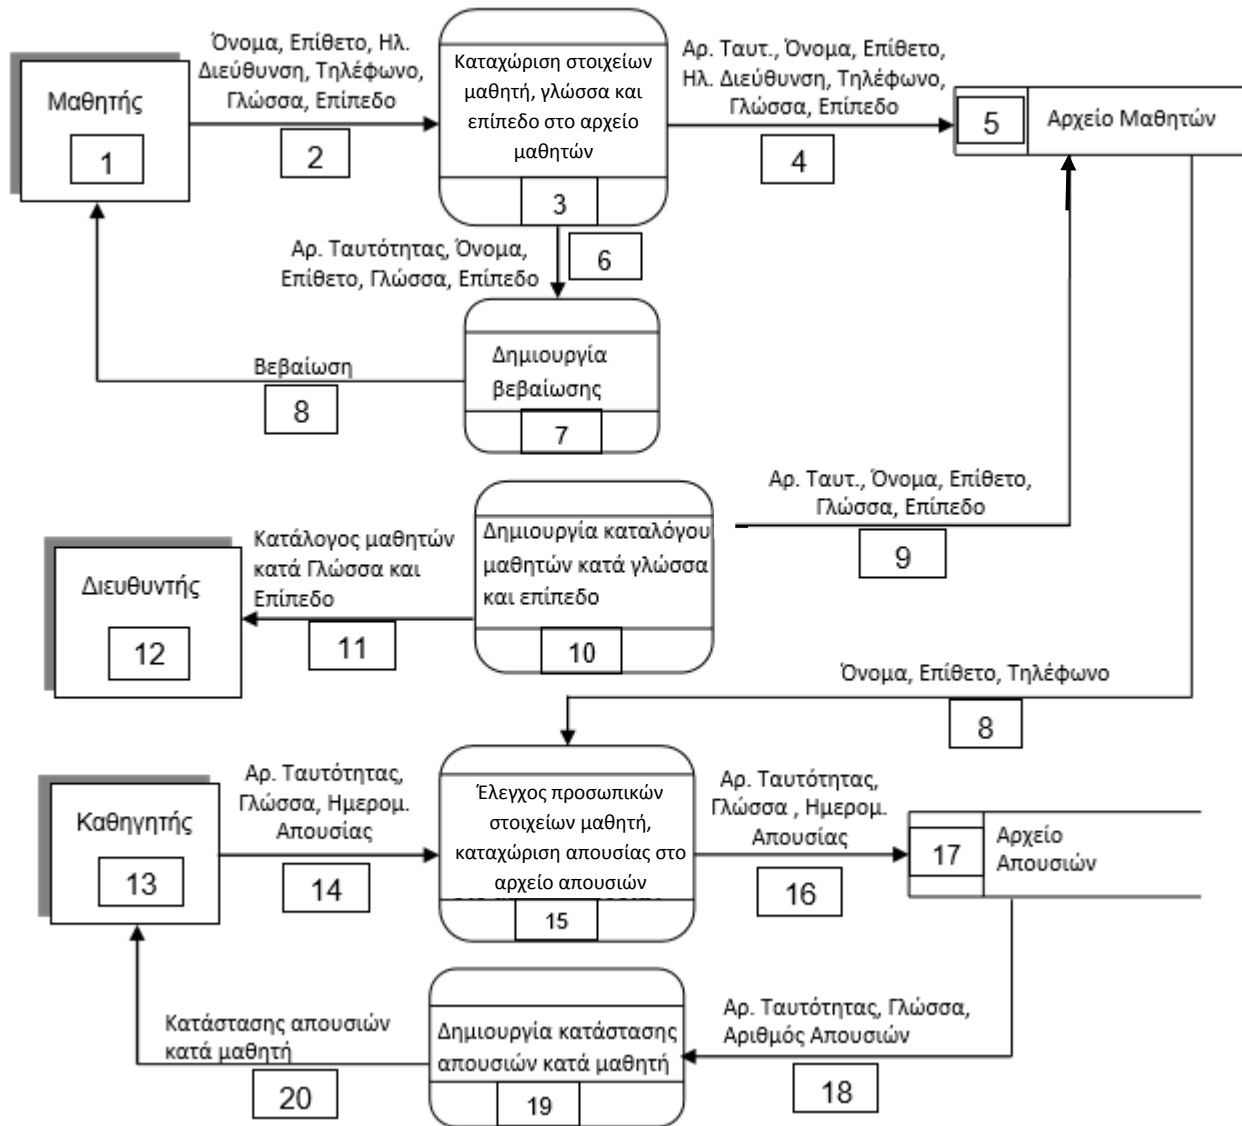 Μαθητής
1
Όνομα, Επίθετο, Ηλ.
Διεύθυνση, Τηλέφωνο,
Γλώσσα, Επίπεδο
2
Καταχώριση στοιχείων
μαθητή, γλώσσα και
επίπεδο στο αρχείο
μαθητών
3
Αρ. Ταυτ., Όνομα, Επίθετο,
Ηλ. Διεύθυνση, Τηλέφωνο,
Γλώσσα, Επίπεδο
4
5
Αρχείο Μαθητών
Αρ. Ταυτότητας, Όνομα,
Επίθετο, Γλώσσα, Επίπεδο
6
Δημιουργία
βεβαίωσης
7
Βεβαίωση
8
Αρ. Ταυτ., Όνομα, Επίθετο,
Γλώσσα, Επίπεδο
9
Δημιουργία καταλόγου
μαθητών κατά γλώσσα
και επίπεδο
10
Κατάλογος μαθητών
κατά Γλώσσα και
Επίπεδο
11
Διευθυντής
12
Όνομα, Επίθετο, Τηλέφωνο
8
Καθηγητής
13
Αρ. Ταυτότητας,
Γλώσσα, Ημερομ.
Απουσίας
14
Έλεγχος προσωπικών
στοιχείων μαθητή,
καταχώριση απουσίας στο
αρχείο απουσιών
15
Αρ. Ταυτότητας,
Γλώσσα , Ημερομ.
Απουσίας
16
17
Αρχείο
Απουσιών
Αρ. Ταυτότητας, Γλώσσα,
Αριθμός Απουσιών
18
Δημιουργία κατάστασης
απουσιών κατά μαθητή
19
Κατάστασης απουσιών
κατά μαθητή
20